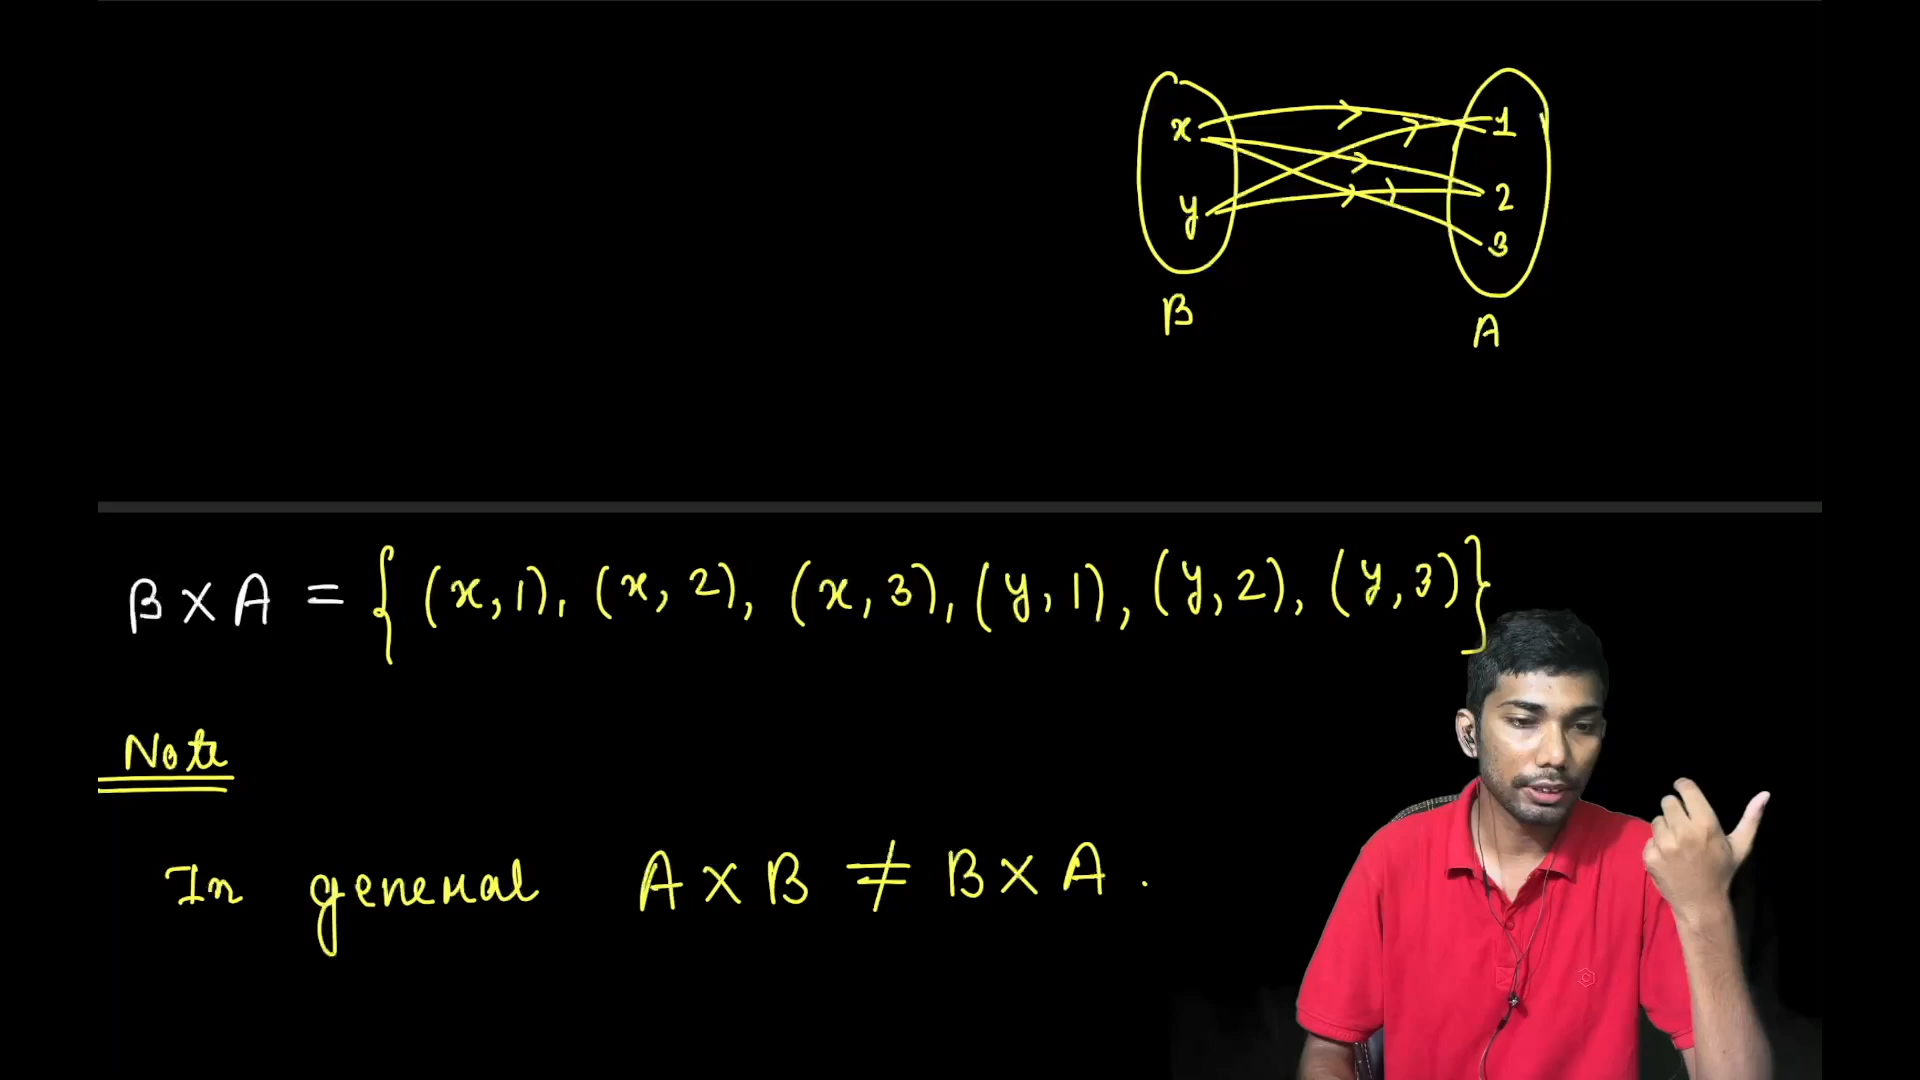 x 1
y 2
3
B A
B × A = { (x, 1), (x, 2), (x, 3), (y, 1), (y, 2), (y, 3) }
Note
In general A × B ≠ B × A .